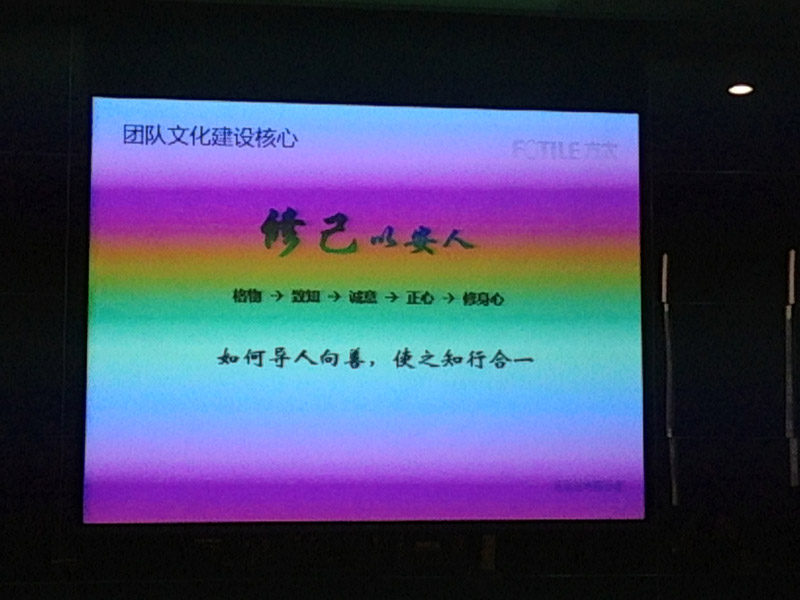 团队文化建设核心
FOTILE 方太
修己以安人
格物 → 致知 → 诚意 → 正心 → 修身心
如何导人向善，使之知行合一